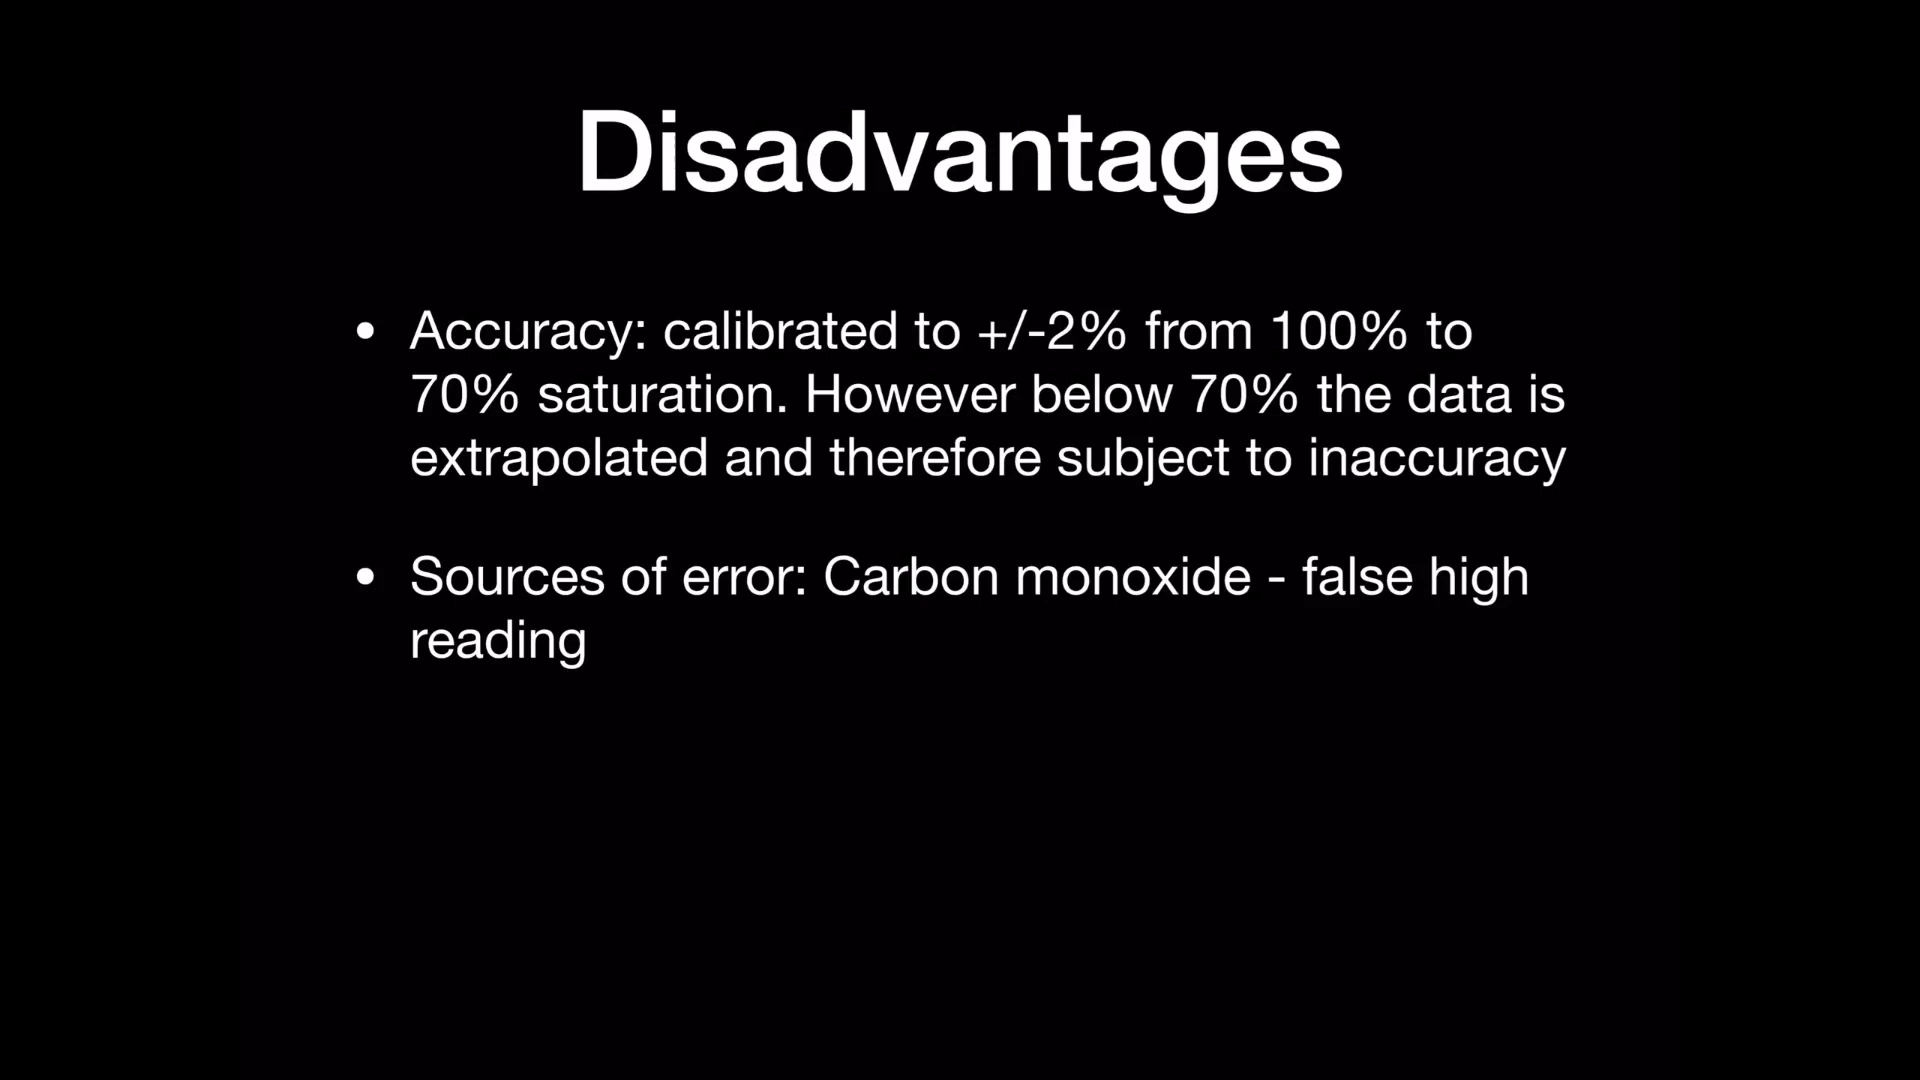 Disadvantages
• Accuracy: calibrated to +/-2% from 100% to
70% saturation. However below 70% the data is
extrapolated and therefore subject to inaccuracy
• Sources of error: Carbon monoxide - false high
reading